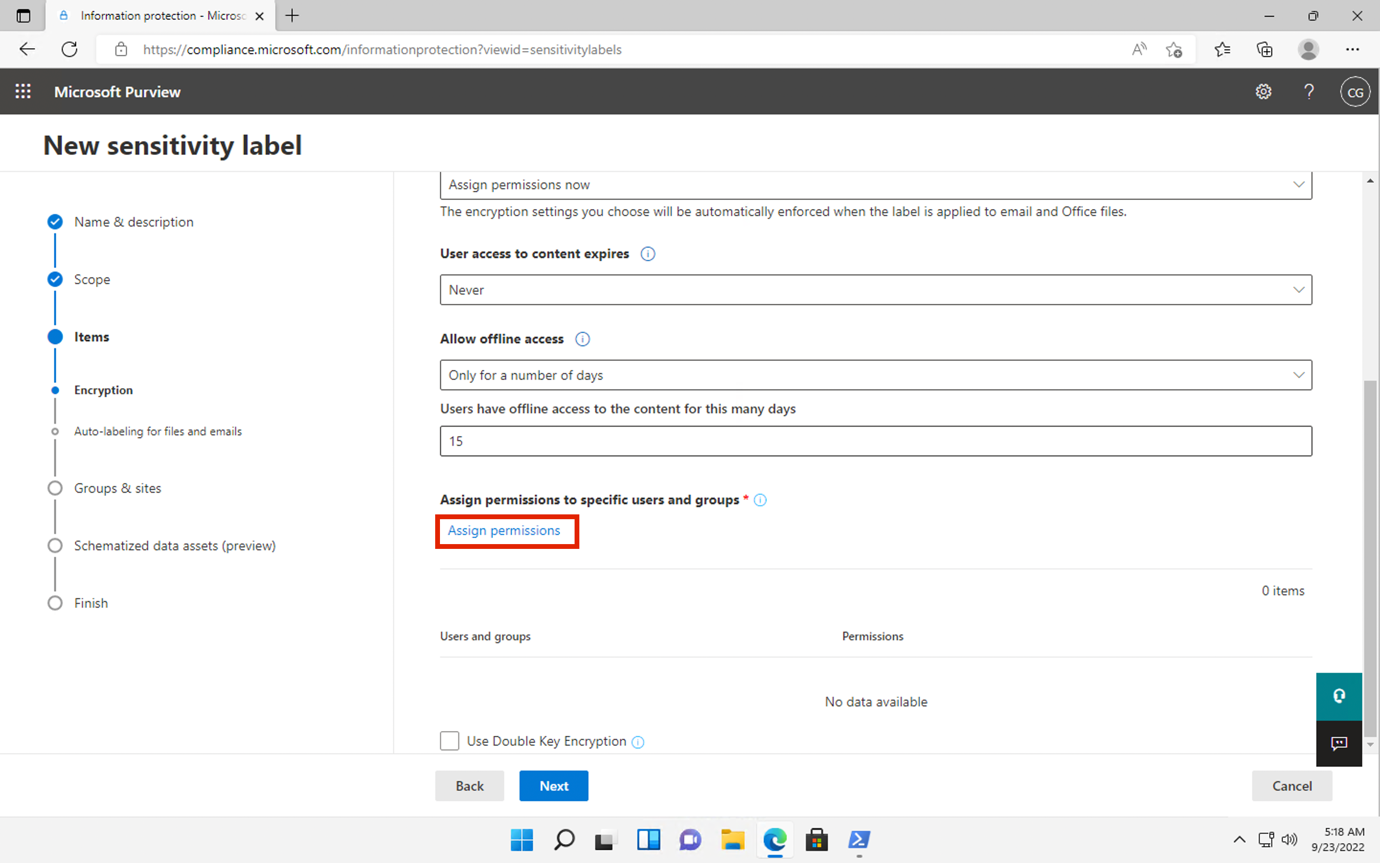 Information protection - Microsc
https://compliance.microsoft.com/informationprotection?viewid=sensitivitylabels
Microsoft Purview
CG
New sensitivity label
Name & description
Scope
Items
Encryption
Auto-labeling for files and emails
Groups & sites
Schematized data assets (preview)
Finish
Assign permissions now
The encryption settings you choose will be automatically enforced when the label is applied to email and Office files.
User access to content expires
Never
Allow offline access
Only for a number of days
Users have offline access to the content for this many days
15
Assign permissions to specific users and groups *
Assign permissions
0 items
Users and groups Permissions
No data available
Use Double Key Encryption
Back Next Cancel
5:18 AM
9/23/2022